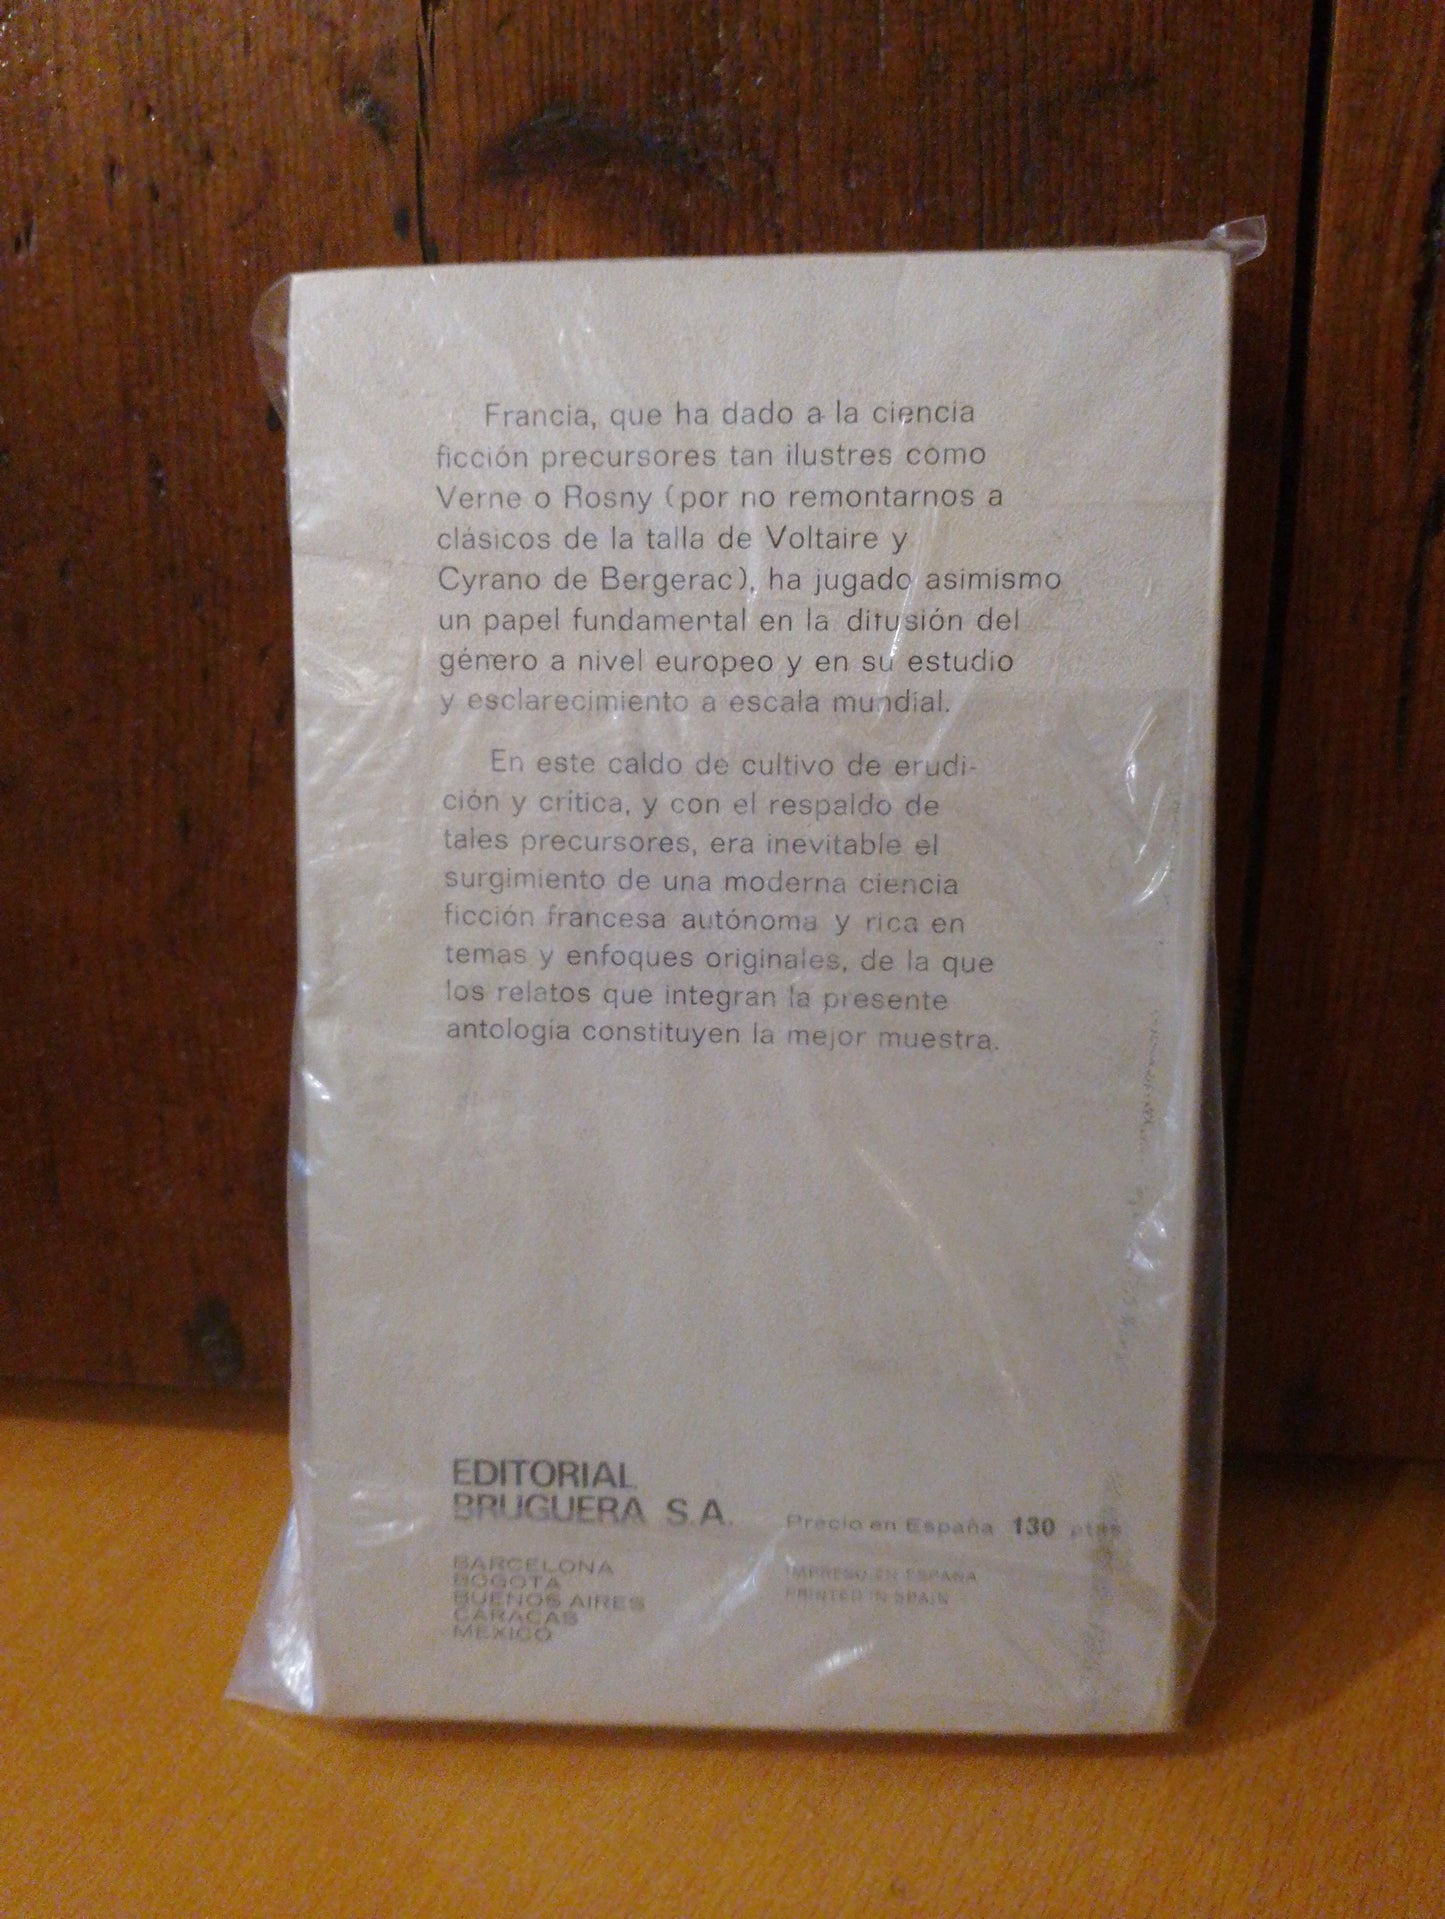 Francia, que ha dado a la ciencia
ficción precursores tan ilustres como
Verne o Rosny (por no remontarnos a
clásicos de la talla de Voltaire y
Cyrano de Bergerac), ha jugado asimismo
un papel fundamental en la difusión del
género a nivel europeo y en su estudio
y esclarecimiento a escala mundial.
En este caldo de cultivo de erudi-
ción y crítica, y con el respaldo de
tales precursores, era inevitable el
surgimiento de una moderna ciencia
ficción francesa autónoma y rica en
temas y enfoques originales, de la que
los relatos que integran la presente
antología constituyen la mejor muestra.
EDITORIAL
BRUGUERA S.A.
Precio en España 130 ptas
BARCELONA
BOGOTA
BUENOS AIRES
CARACAS
MEXICO
IMPRESO EN ESPAÑA
PRINTED IN SPAIN